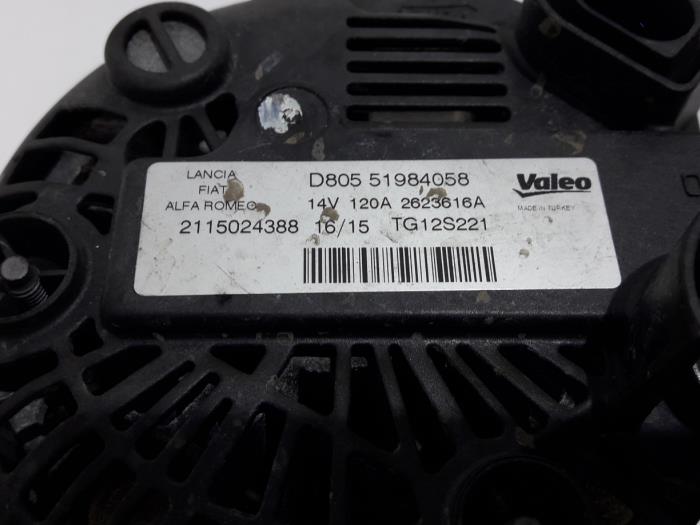 LANCIA
FIAT
ALFA ROMEO
D805 51984058
14V 120A 2623616A
2115024388 16/15 TG12S221
Valeo
MADE IN TURKEY